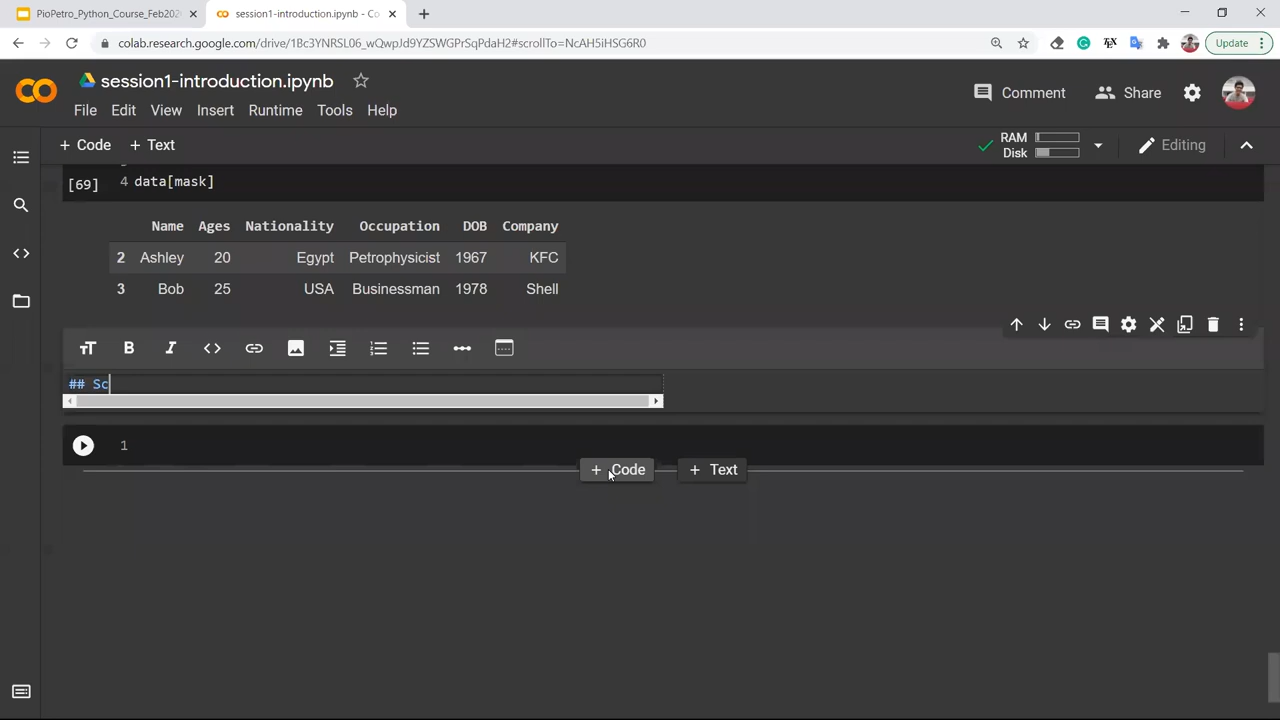 PioPetro_Python_Course_Feb202
session1-introduction.ipynb - Co
colab.research.google.com/drive/1Bc3YNRSL06_wQwpJd9YZSWGPrSqPdaH2#scrollTo=NcAH5iHSG6R0
Update
session1-introduction.ipynb
File Edit View Insert Runtime Tools Help
Comment Share
+ Code + Text
RAM
Disk
Editing
[69] 4 data[mask]
Name Ages Nationality Occupation DOB Company
2 Ashley 20 Egypt Petrophysicist 1967 KFC
3 Bob 25 USA Businessman 1978 Shell
## Sc
1
+ Code + Text